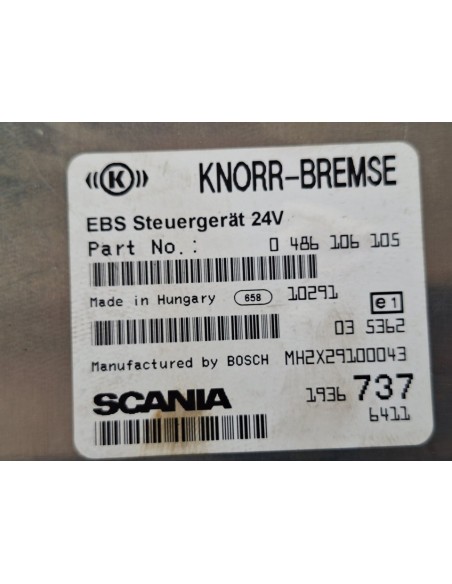 K KNORR-BREMSE
EBS Steuergerät 24V
Part No.: 0 486 106 105
Made in Hungary 658 10291 e1
03 5362
Manufactured by BOSCH MH2X29100043
SCANIA 1936 737
6411